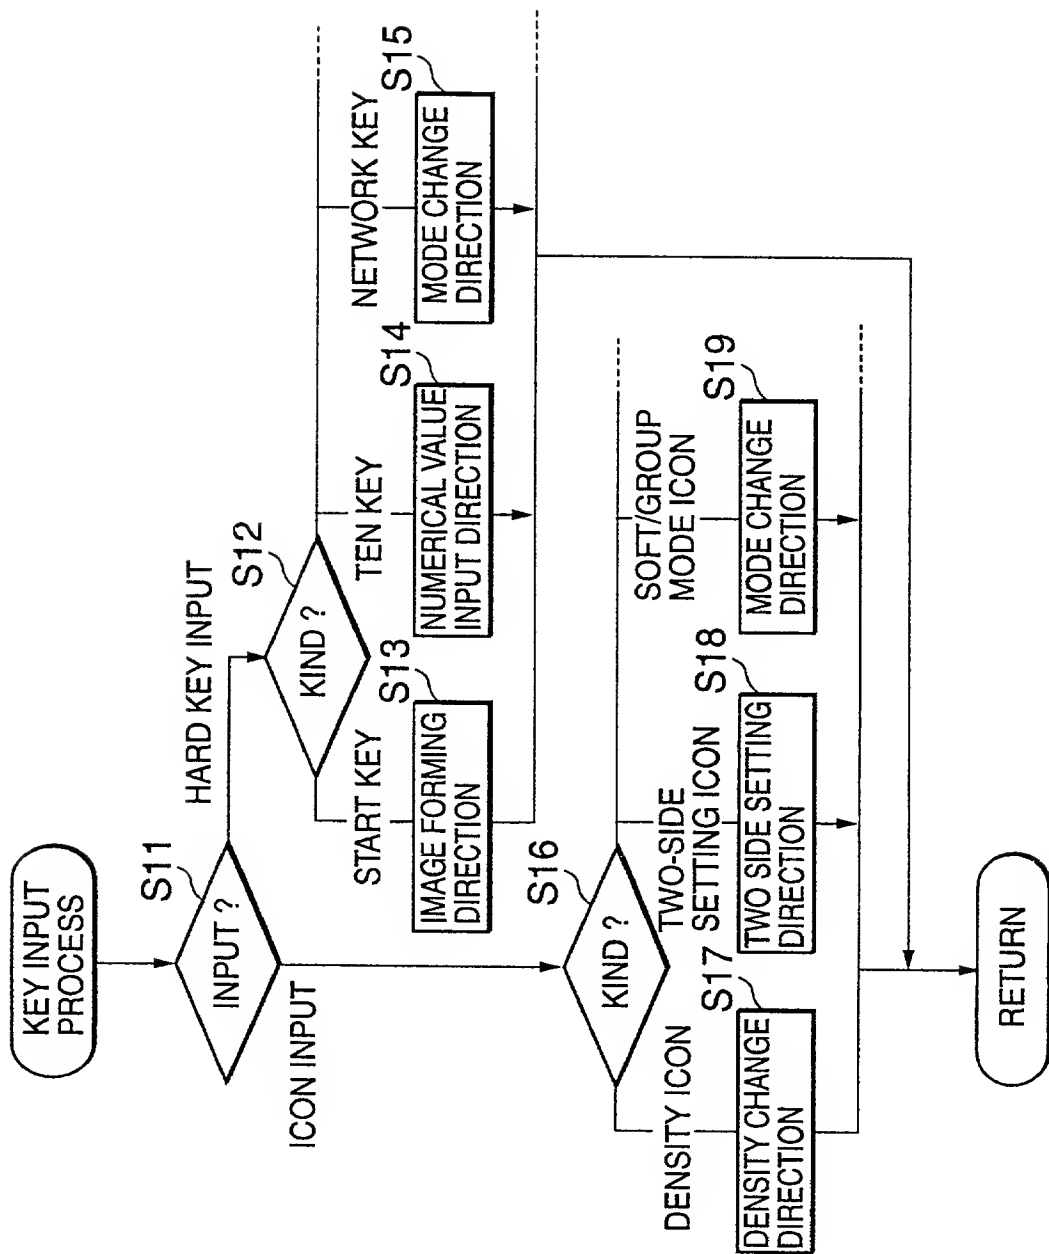 KEY INPUT
PROCESS
S11
INPUT ?
HARD KEY INPUT
ICON INPUT
S12
KIND ?
START KEY
S13
IMAGE FORMING
DIRECTION
TEN KEY
S14
NUMERICAL VALUE
INPUT DIRECTION
NETWORK KEY
S15
MODE CHANGE
DIRECTION
S16
KIND ?
DENSITY ICON
S17
DENSITY CHANGE
DIRECTION
TWO-SIDE
SETTING ICON
S18
TWO SIDE SETTING
DIRECTION
SOFT/GROUP
MODE ICON
S19
MODE CHANGE
DIRECTION
RETURN